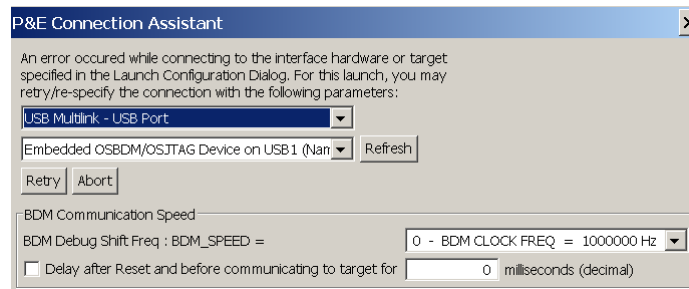 P&E Connection Assistant
An error occured while connecting to the interface hardware or target
specified in the Launch Configuration Dialog. For this launch, you may
retry/re-specify the connection with the following parameters:
USB Multilink - USB Port
Embedded OSBDM/OSJTAG Device on USB1 (Nam Refresh
Retry Abort
BDM Communication Speed
BDM Debug Shift Freq : BDM_SPEED = 0 - BDM CLOCK FREQ = 1000000 Hz
Delay after Reset and before communicating to target for 0 milliseconds (decimal)